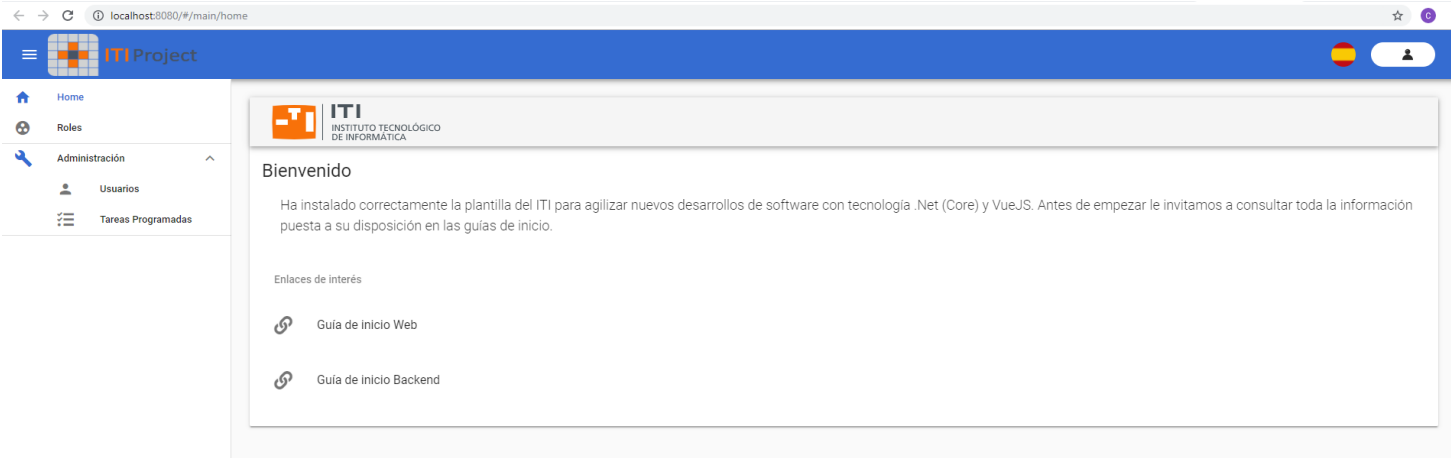 localhost:8080/#/main/home
C
ITI Project
Home
Roles
Administración
Usuarios
Tareas Programadas
ITI
INSTITUTO TECNOLÓGICO
DE INFORMÁTICA
Bienvenido
Ha instalado correctamente la plantilla del ITI para agilizar nuevos desarrollos de software con tecnología .Net (Core) y VueJS. Antes de empezar le invitamos a consultar toda la información
puesta a su disposición en las guías de inicio.
Enlaces de interés
Guía de inicio Web
Guía de inicio Backend